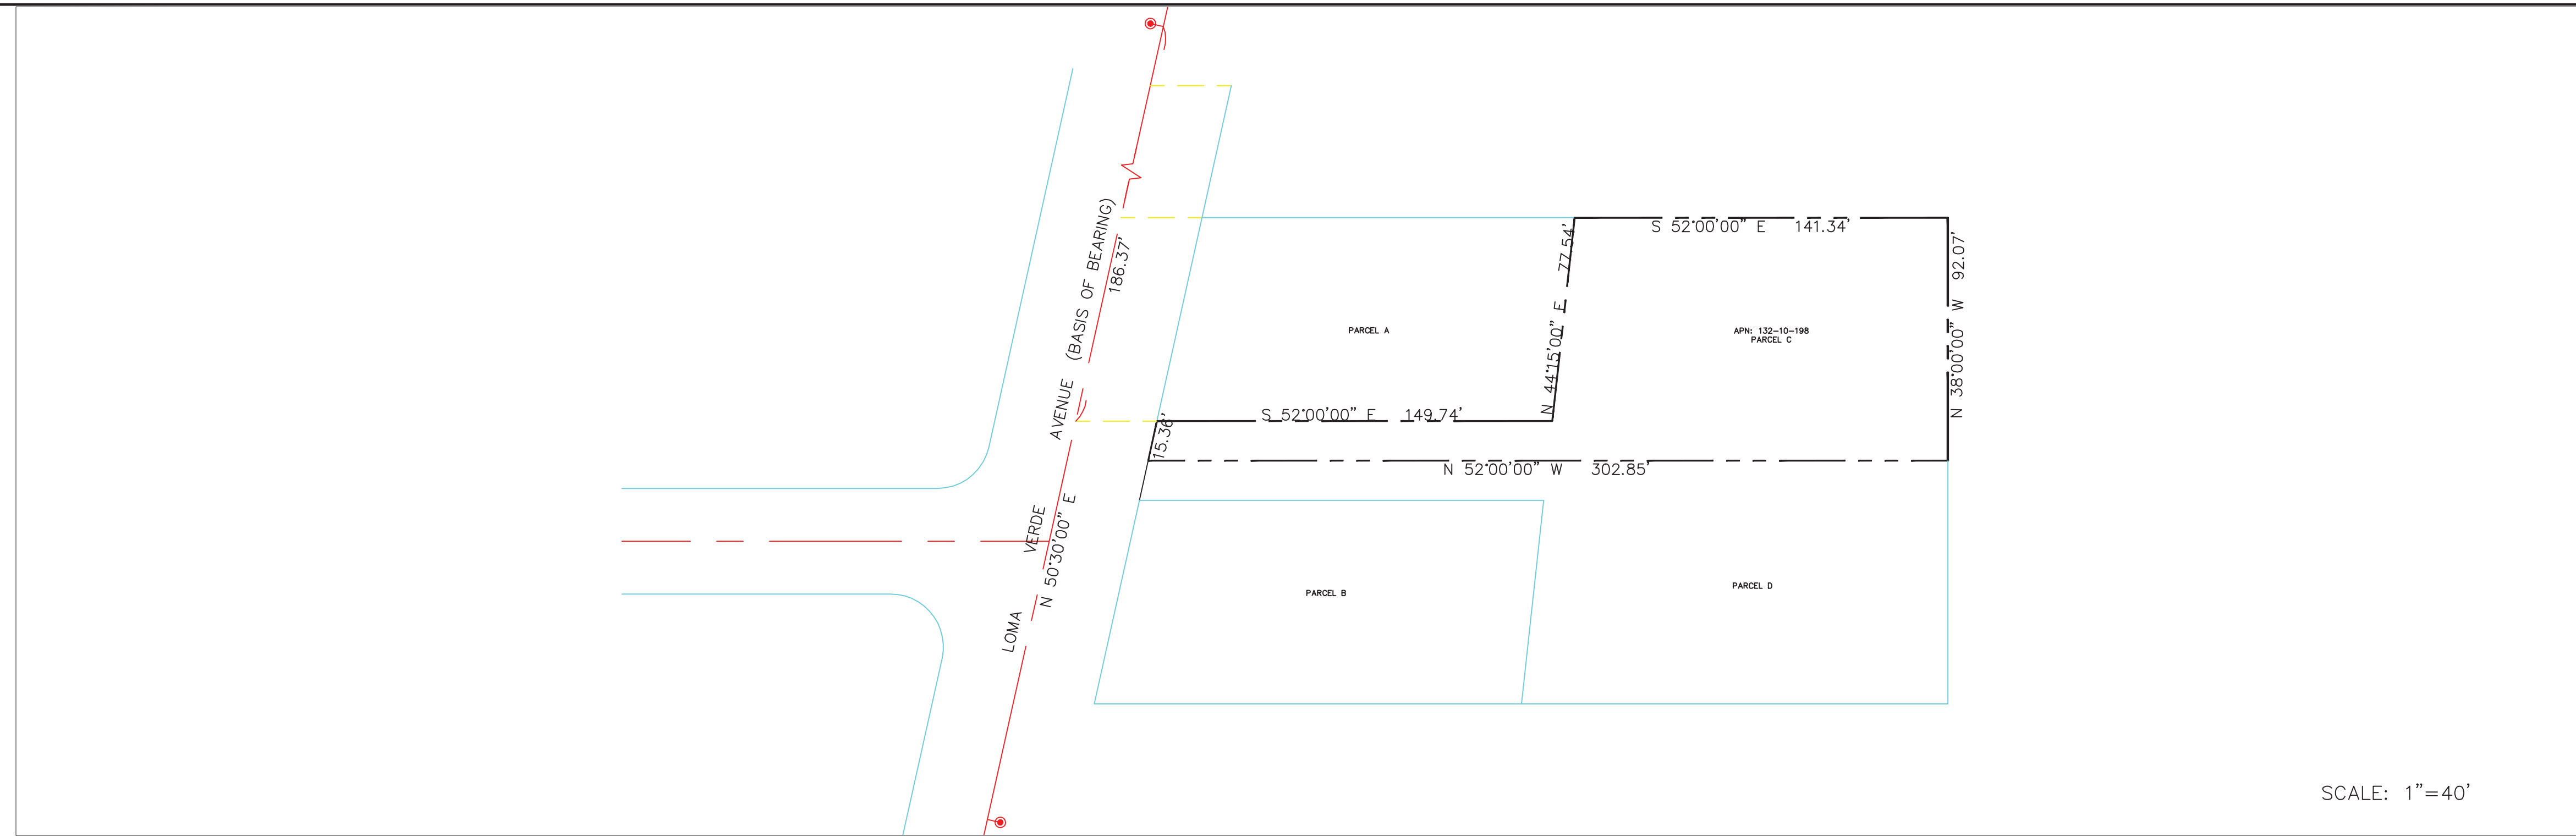 LOMA VERDE AVENUE (BASIS OF BEARING)
N 50°30'00" E
186.37'
S 52°00'00" E 141.34'
77.54'
N 44°15'00" E
N 38°00'00" W 92.07'
PARCEL A
APN: 132-10-198
PARCEL C
S 52°00'00" E 149.74'
15.36'
N 52°00'00" W 302.85'
PARCEL B
PARCEL D
SCALE: 1"=40'